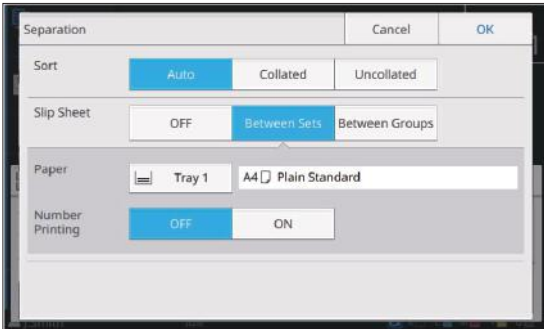 Separation Cancel OK
Sort Auto Collated Uncollated
Slip Sheet OFF Between Sets Between Groups
Paper Tray 1 A4 Plain Standard
Number
Printing OFF ON